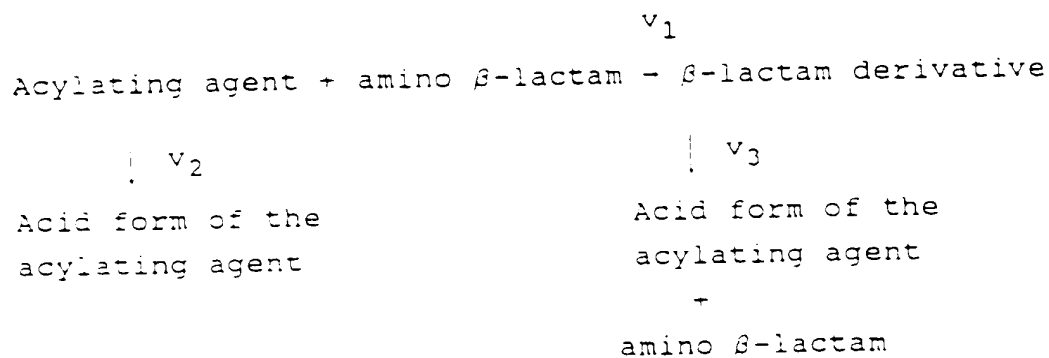 v1
Acylating agent + amino β-lactam → β-lactam derivative
v2 v3
Acid form of the Acid form of the
acylating agent acylating agent
+
amino β-lactam